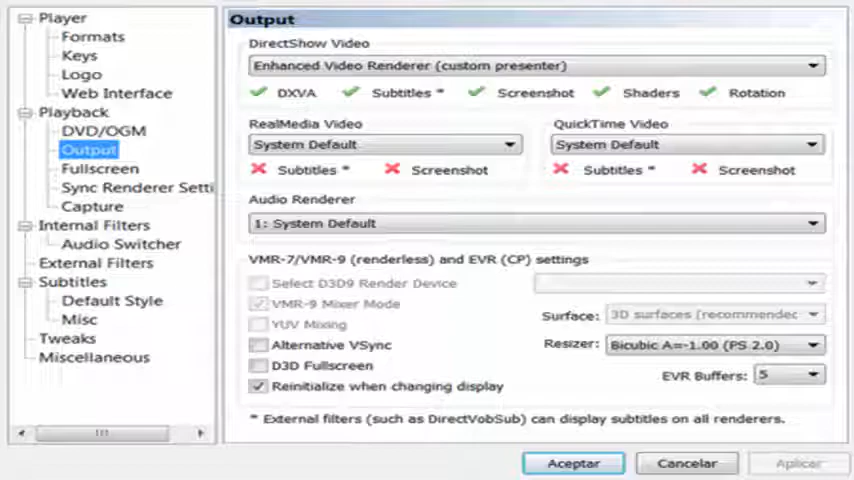 Player
Formats
Keys
Logo
Web Interface
Playback
DVD/OGM
Output
Fullscreen
Sync Renderer Setti
Capture
Internal Filters
Audio Switcher
External Filters
Subtitles
Default Style
Misc
Tweaks
Miscellaneous
Output
DirectShow Video
Enhanced Video Renderer (custom presenter)
DXVA Subtitles * Screenshot Shaders Rotation
RealMedia Video
System Default
Subtitles * Screenshot
QuickTime Video
System Default
Subtitles * Screenshot
Audio Renderer
1: System Default
VMR-7/VMR-9 (renderless) and EVR (CP) settings
Select D3D9 Render Device
VMR-9 Mixer Mode
YUV Mixing
Alternative VSync
D3D Fullscreen
Reinitialize when changing display
Surface: 3D surfaces (recommendec
Resizer: Bicubic A=-1.00 (PS 2.0)
EVR Buffers: 5
* External filters (such as DirectVobSub) can display subtitles on all renderers.
Aceptar Cancelar Aplicar